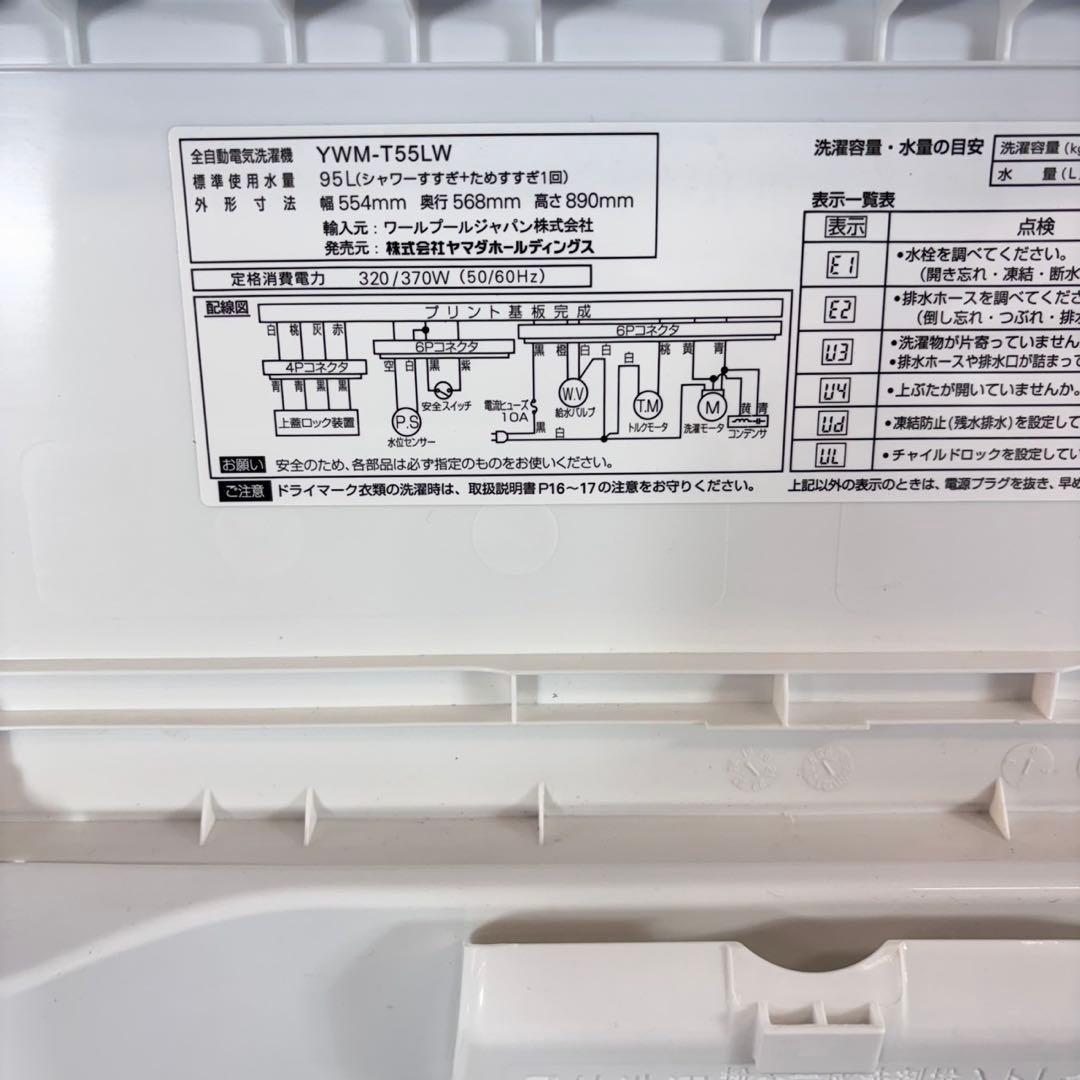 全自動電気洗濯機 YWM-T55LW
標準使用水量 95L(シャワーすすぎ+ためすすぎ1回)
外形寸法 幅554mm 奥行568mm 高さ890mm
輸入元：ワールプールジャパン株式会社
発売元：株式会社ヤマダホールディングス
定格消費電力 320/370W (50/60Hz)
配線図
プリント基板完成
白 桃 灰 赤
6Pコネクタ
6Pコネクタ
4Pコネクタ
空 白 黒 紫
黒 橙 白 白 白 桃 黄 青
青 青 黒 黒
上蓋ロック装置
P.S
水位センサー
安全スイッチ
電流ヒューズ
10A
黒
白
W.V
給水バルブ
T.M
トルクモータ
M
洗濯モータ
黄 青
コンデンサ
お願い 安全のため、各部品は必ず指定のものをお使いください。
ご注意 ドライマーク衣類の洗濯時は、取扱説明書P16～17の注意をお守りください。
洗濯容量・水量の目安
洗濯容量(kg
水 量(L
表示一覧表
表示 点検
E1 •水栓を調べてください。
(開き忘れ・凍結・断水
E2 •排水ホースを調べてくださ
(倒し忘れ・つぶれ・排
U3 •洗濯物が片寄っていません
•排水ホースや排水口が詰まって
U4 •上ぶたが開いていませんか。
Ud •凍結防止(残水排水)を設定して
UL •チャイルドロックを設定してい
上記以外の表示のときは、電源プラグを抜き、早め